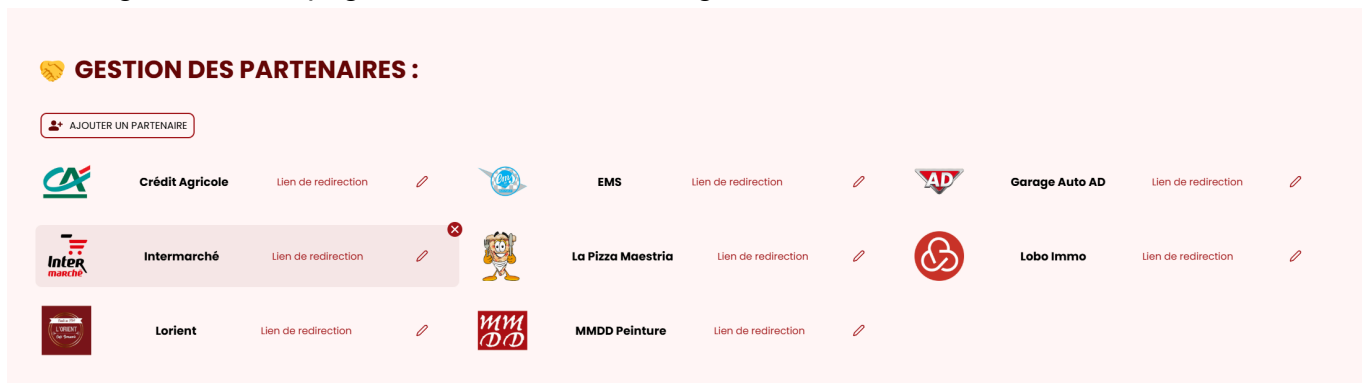 GESTION DES PARTENAIRES :
AJOUTER UN PARTENAIRE
CA
Crédit Agricole
Lien de redirection
ems
EMS
Lien de redirection
AD
Garage Auto AD
Lien de redirection
Inter
marché
Intermarché
Lien de redirection
La Pizza Maestria
Lien de redirection
Lobo Immo
Lien de redirection
L'ORIENT
Lorient
Lien de redirection
MM
DD
MMDD Peinture
Lien de redirection